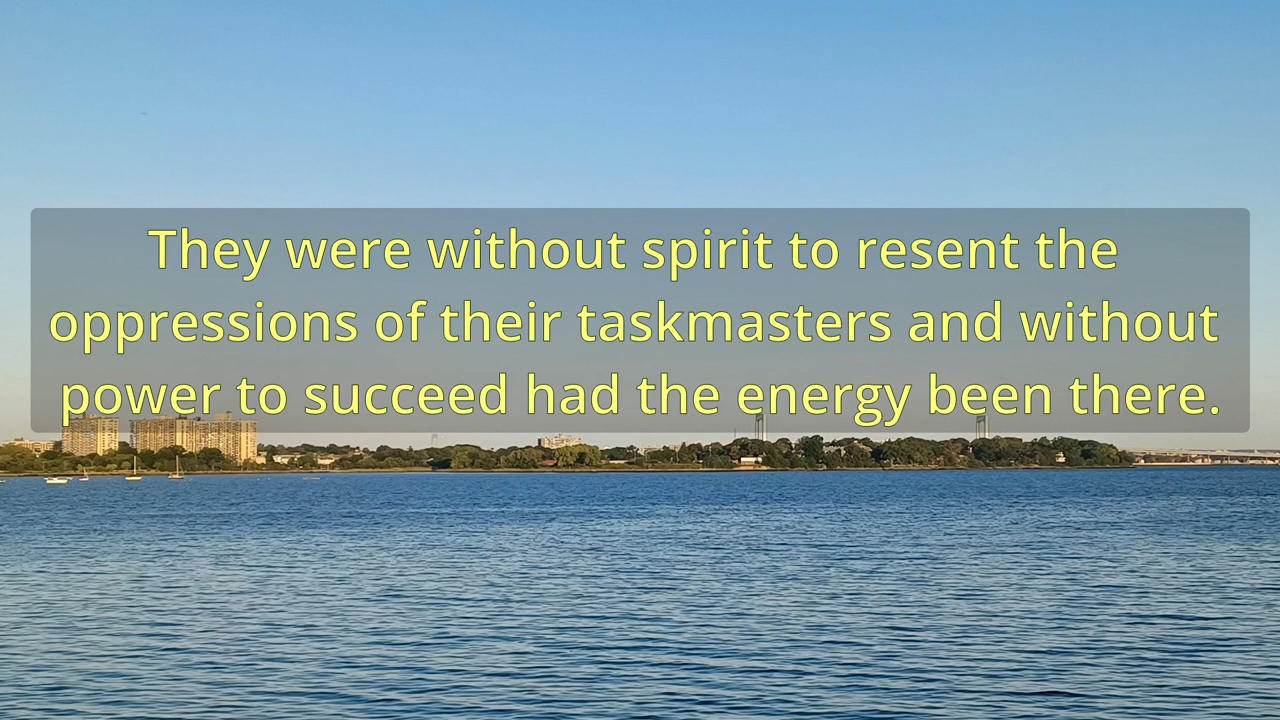 They were without spirit to resent the
oppressions of their taskmasters and without
power to succeed had the energy been there.